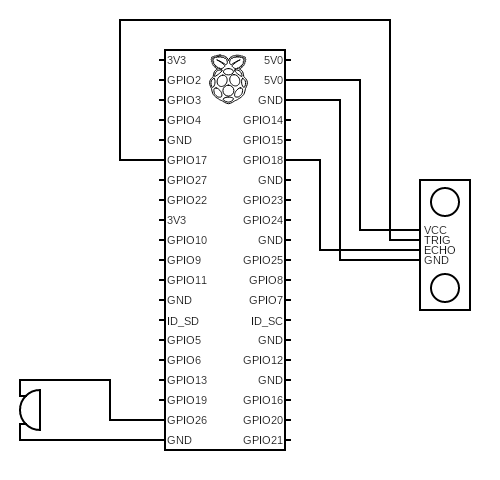 3V3 5V0
GPIO2 5V0
GPIO3 GND
GPIO4 GPIO14
GND GPIO15
GPIO17 GPIO18
GPIO27 GND
GPIO22 GPIO23
3V3 GPIO24
GPIO10 GND
GPIO9 GPIO25
GPIO11 GPIO8
GND GPIO7
ID_SD ID_SC
GPIO5 GND
GPIO6 GPIO12
GPIO13 GND
GPIO19 GPIO16
GPIO26 GPIO20
GND GPIO21
VCC
TRIG
ECHO
GND